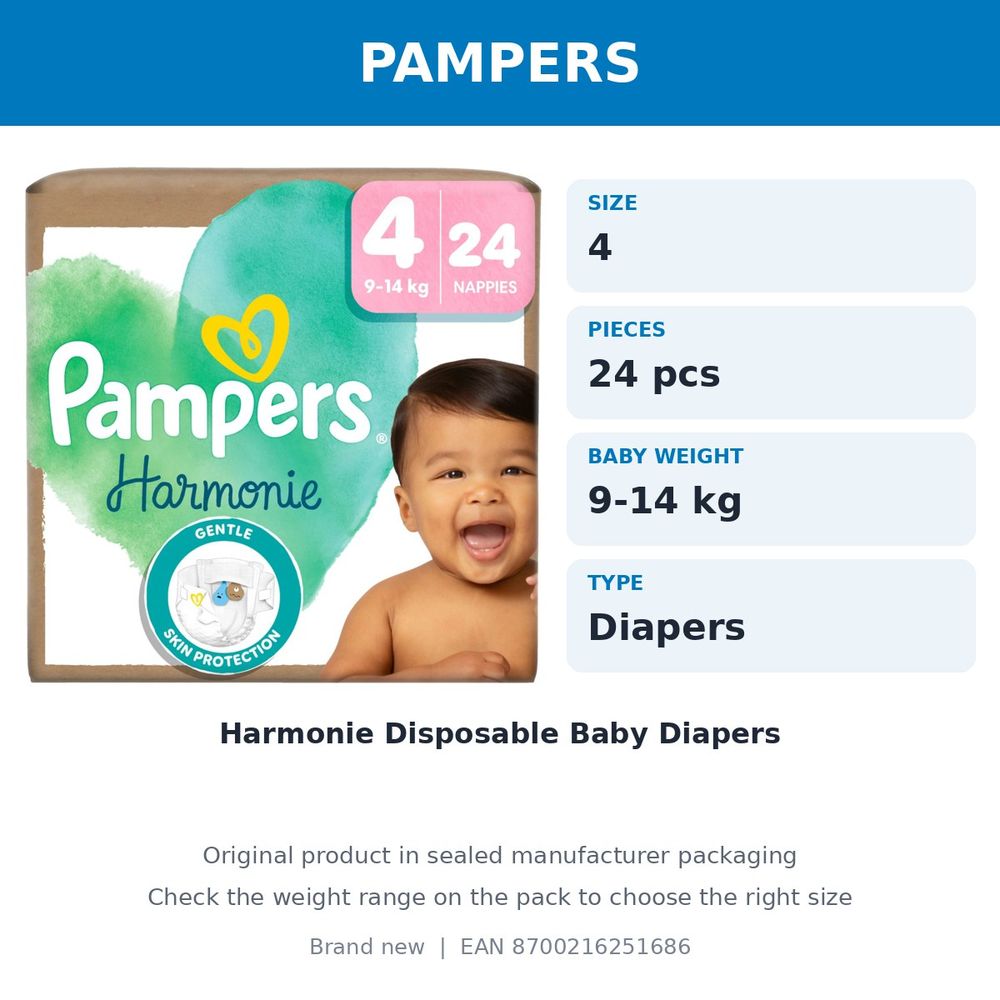 PAMPERS
4
9-14 kg
24
NAPPIES
Pampers®
Harmonie
GENTLE
SKIN PROTECTION
SIZE
4
PIECES
24 pcs
BABY WEIGHT
9-14 kg
TYPE
Diapers
Harmonie Disposable Baby Diapers
Original product in sealed manufacturer packaging
Check the weight range on the pack to choose the right size
Brand new | EAN 8700216251686